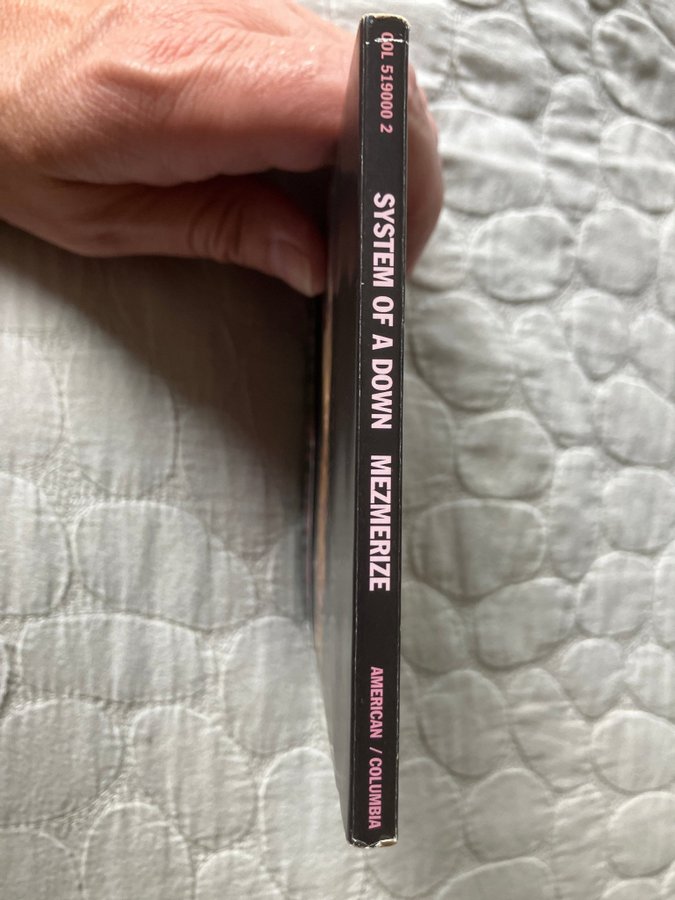 COL 519000 2
SYSTEM OF A DOWN MEZMERIZE
AMERICAN / COLUMBIA